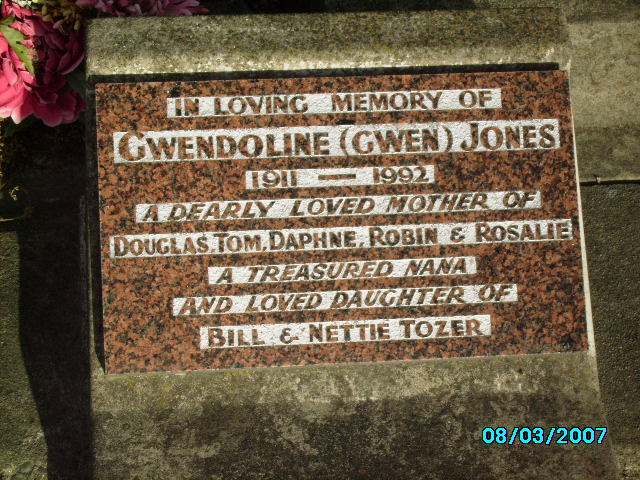 IN LOVING MEMORY OF
GWENDOLINE (GWEN) JONES
1911 — 1992
A DEARLY LOVED MOTHER OF
DOUGLAS, TOM, DAPHNE, ROBIN & ROSALIE
A TREASURED NANA
AND LOVED DAUGHTER OF
BILL & NETTIE TOZER
08/03/2007